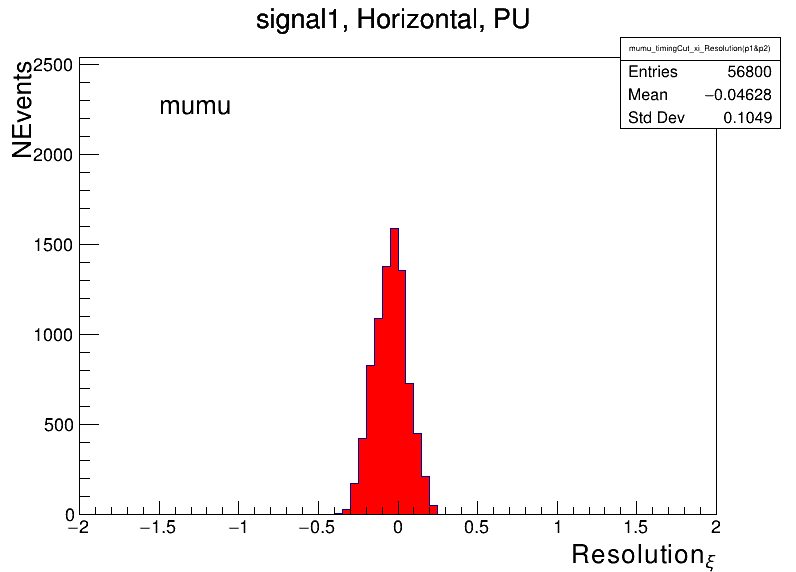 signal1, Horizontal, PU
mumu_timingCut_xi_Resolution(p1&p2)
Entries 56800
Mean −0.04628
Std Dev 0.1049
NEvents
mumu
2500
2000
1500
1000
500
0
−2 −1.5 −1 −0.5 0 0.5 1 1.5 2
Resolutionξ